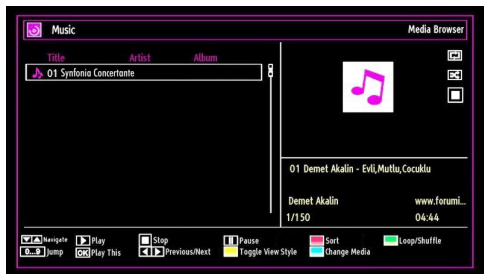 Music Media Browser
Title Artist Album
01 Synfonia Concertante
01 Demet Akalin - Evli,Mutlu,Cocuklu
Demet Akalin www.forumi...
1/150 04:44
Navigate Play Stop Pause Sort Loop/Shuffle
0...9 Jump OK Play This Previous/Next Toggle View Style Change Media